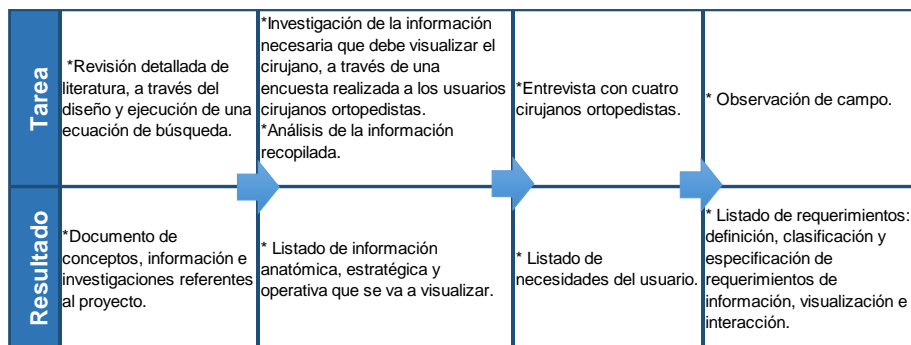 Tarea
*Revisión detallada de
literatura, a través del
diseño y ejecución de una
ecuación de búsqueda.
*Investigación de la información
necesaria que debe visualizar el
cirujano, a través de una
encuesta realizada a los usuarios
cirujanos ortopedistas.
*Análisis de la información
recopilada.
*Entrevista con cuatro
cirujanos ortopedistas.
* Observación de campo.
Resultado
*Documento de
conceptos, información e
investigaciones referentes
al proyecto.
* Listado de información
anatómica, estratégica y
operativa que se va a visualizar.
* Listado de
necesidades del usuario.
* Listado de requerimientos:
definición, clasificación y
especificación de
requerimientos de
información, visualización e
interacción.